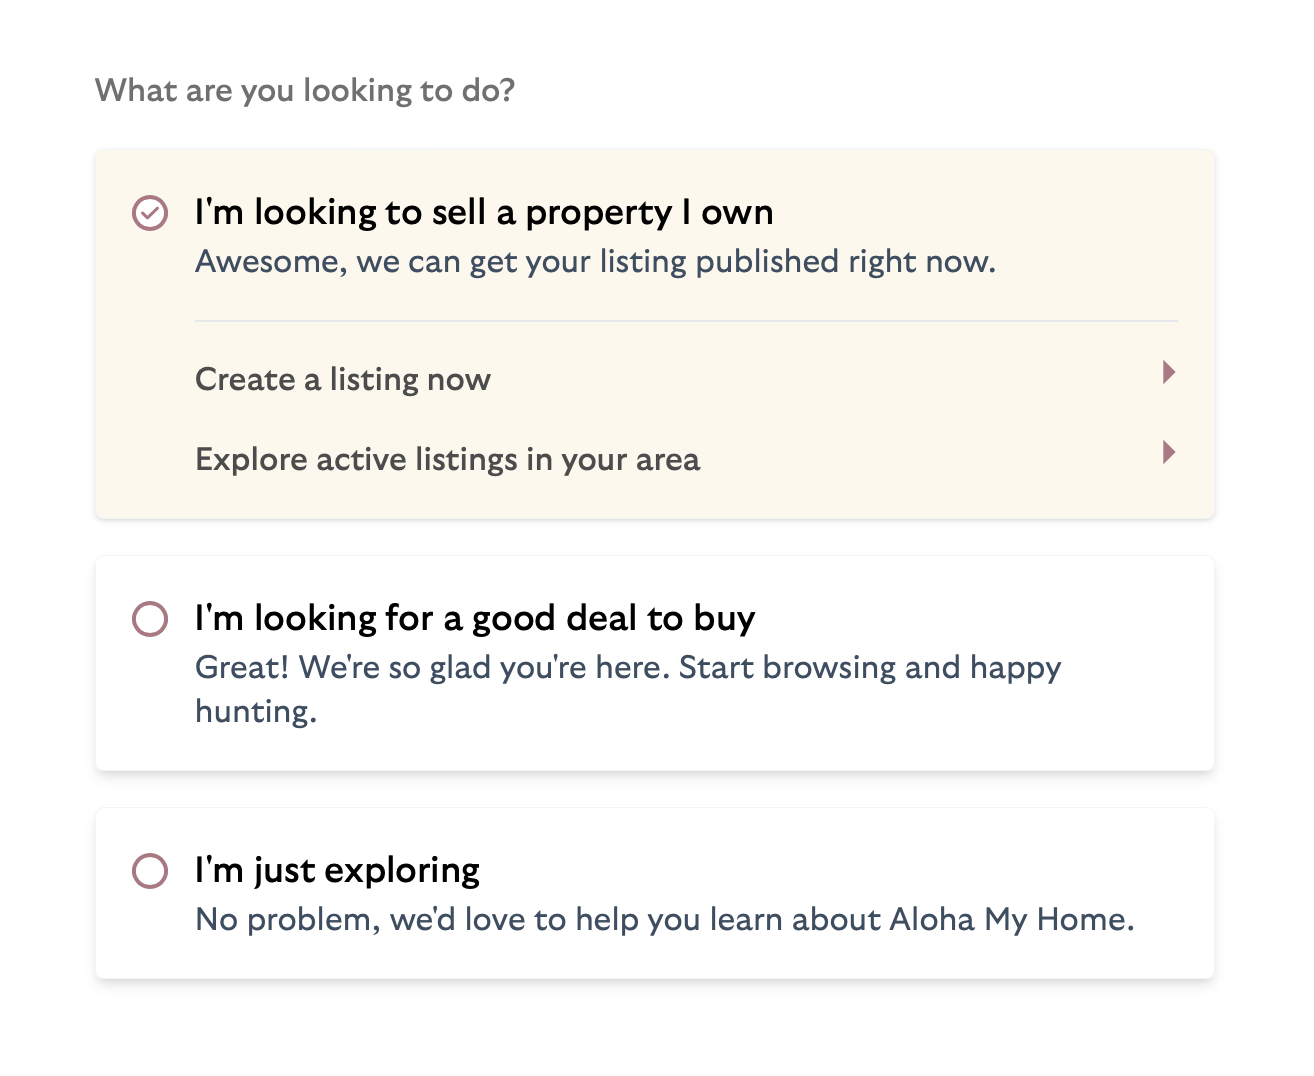 What are you looking to do?
I'm looking to sell a property I own
Awesome, we can get your listing published right now.
Create a listing now
Explore active listings in your area
I'm looking for a good deal to buy
Great! We're so glad you're here. Start browsing and happy
hunting.
I'm just exploring
No problem, we'd love to help you learn about Aloha My Home.